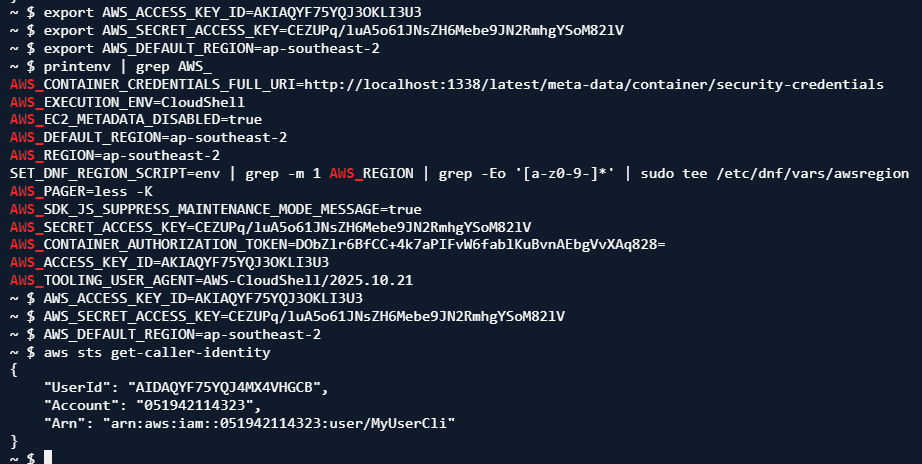 ~ $ export AWS_ACCESS_KEY_ID=AKIAQYF75YQJ3OKLI3U3
~ $ export AWS_SECRET_ACCESS_KEY=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
~ $ export AWS_DEFAULT_REGION=ap-southeast-2
~ $ printenv | grep AWS_
AWS_CONTAINER_CREDENTIALS_FULL_URI=http://localhost:1338/latest/meta-data/container/security-credentials
AWS_EXECUTION_ENV=CloudShell
AWS_EC2_METADATA_DISABLED=true
AWS_DEFAULT_REGION=ap-southeast-2
AWS_REGION=ap-southeast-2
SET_DNF_REGION_SCRIPT=env | grep -m 1 AWS_REGION | grep -Eo '[a-z0-9-]*' | sudo tee /etc/dnf/vars/awsregion
AWS_PAGER=less -K
AWS_SDK_JS_SUPPRESS_MAINTENANCE_MODE_MESSAGE=true
AWS_SECRET_ACCESS_KEY=CEZUPq/luA5o61JNsZH6Mebe9JN2RmhgYSoM82lV
AWS_CONTAINER_AUTHORIZATION_TOKEN=DObZlr6BfCC+4k7aPIFvW6fablKuBvnAEbgVvXAq828=
AWS_ACCESS_KEY_ID=AKIAQYF75YQJ3OKLI3U3
AWS_TOOLING_USER_AGENT=AWS-CloudShell/2025.10.21
~ $ AWS_ACCESS_KEY_ID=AKIAQYF75YQJ3OKLI3U3
~ $ AWS_SECRET_ACCESS_KEY=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
~ $ AWS_DEFAULT_REGION=ap-southeast-2
~ $ aws sts get-caller-identity
{
    "UserId": "AIDAQYF75YQJ4MX4VHGCB",
    "Account": "051942114323",
    "Arn": "arn:aws:iam::051942114323:user/MyUserCli"
}
~ $